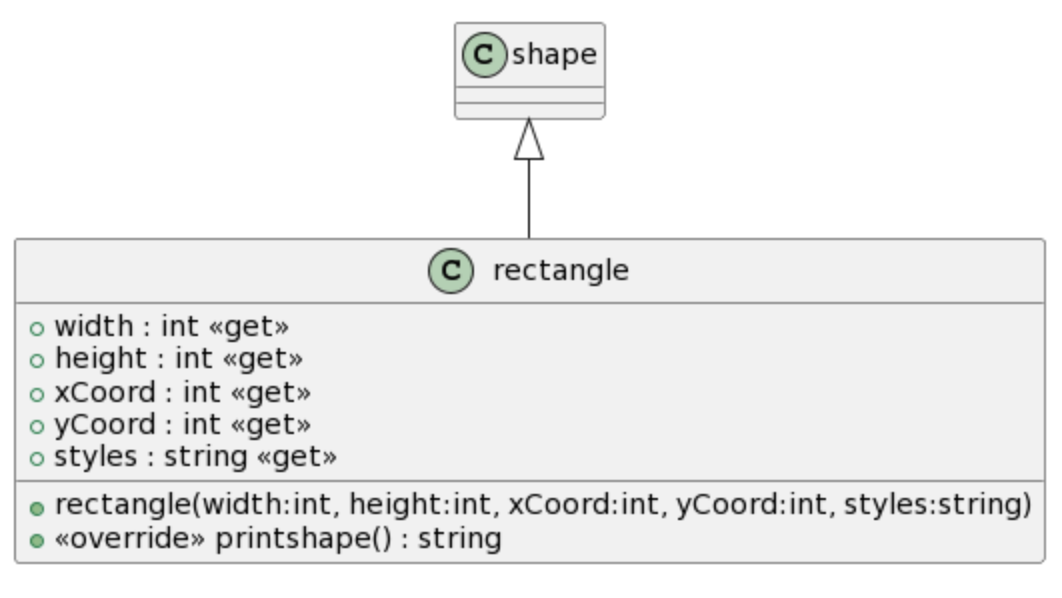 C shape
C rectangle
width : int «get»
height : int «get»
xCoord : int «get»
yCoord : int «get»
styles : string «get»
rectangle(width:int, height:int, xCoord:int, yCoord:int, styles:string)
«override» printshape() : string